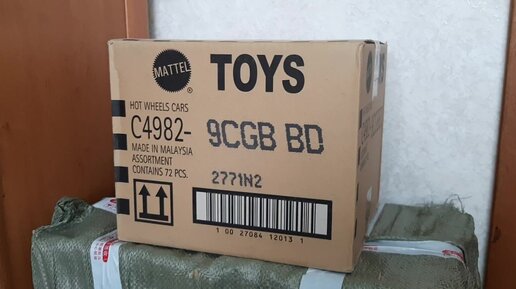 MATTEL
®
TOYS
HOT WHEELS CARS
C4982- 9CGB BD
MADE IN MALAYSIA
ASSORTMENT
CONTAINS 72 PCS.
2771N2
1 00 27084 12013 1